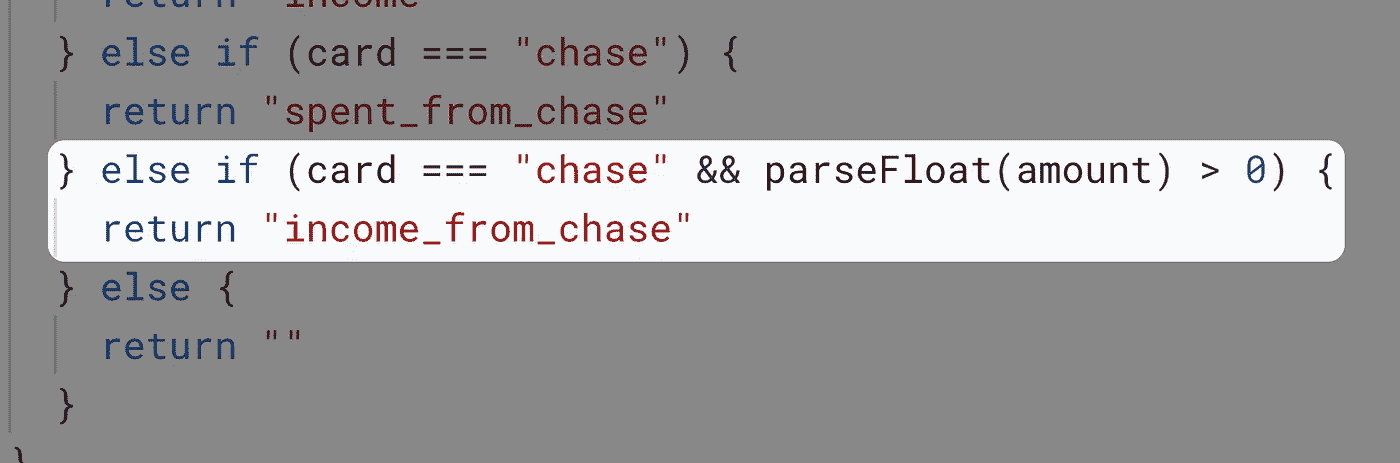 return "income"
} else if (card === "chase") {
return "spent_from_chase"
} else if (card === "chase" && parseFloat(amount) > 0) {
return "income_from_chase"
} else {
return ""
}
}